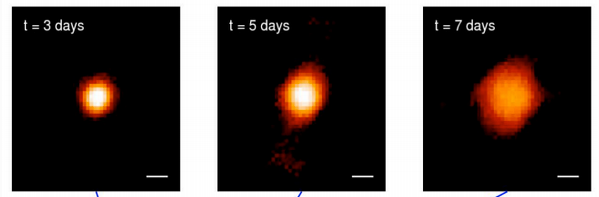 t = 3 days
t = 5 days
t = 7 days